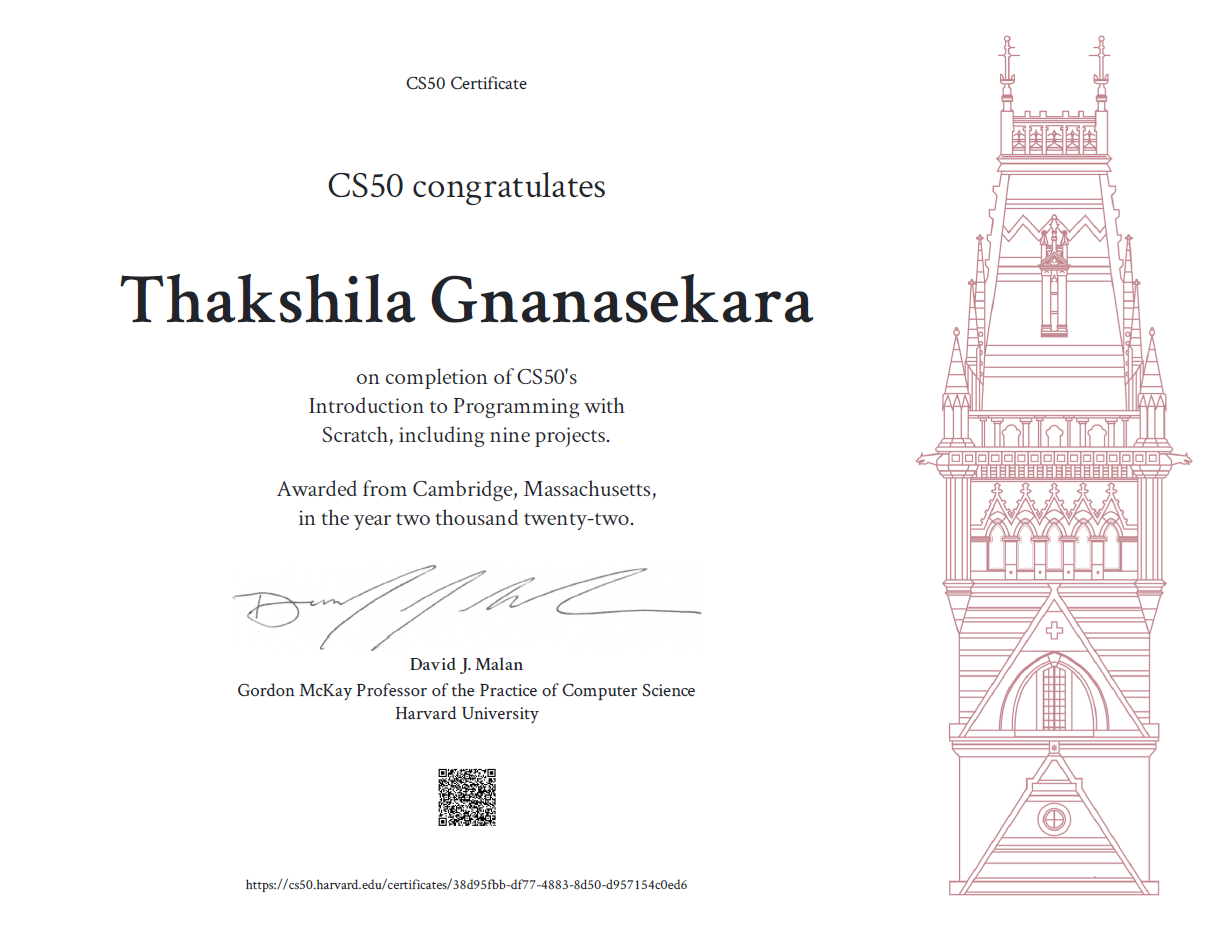 CS50 Certificate
CS50 congratulates
Thakshila Gnanasekara
on completion of CS50's
Introduction to Programming with
Scratch, including nine projects.
Awarded from Cambridge, Massachusetts,
in the year two thousand twenty-two.
David J. Malan
Gordon McKay Professor of the Practice of Computer Science
Harvard University
https://cs50.harvard.edu/certificates/38d95fbb-df77-4883-8d50-d957154c0ed6